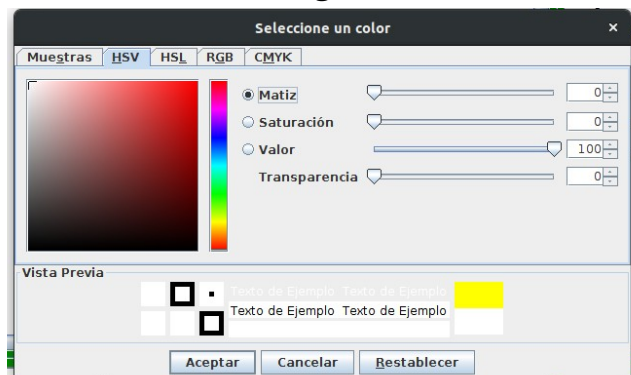 Seleccione un color ×
Muestras HSV HSL RGB CMYK
Matiz 0
Saturación 0
Valor 100
Transparencia 0
Vista Previa
Texto de Ejemplo Texto de Ejemplo
Texto de Ejemplo Texto de Ejemplo
Aceptar Cancelar Restablecer